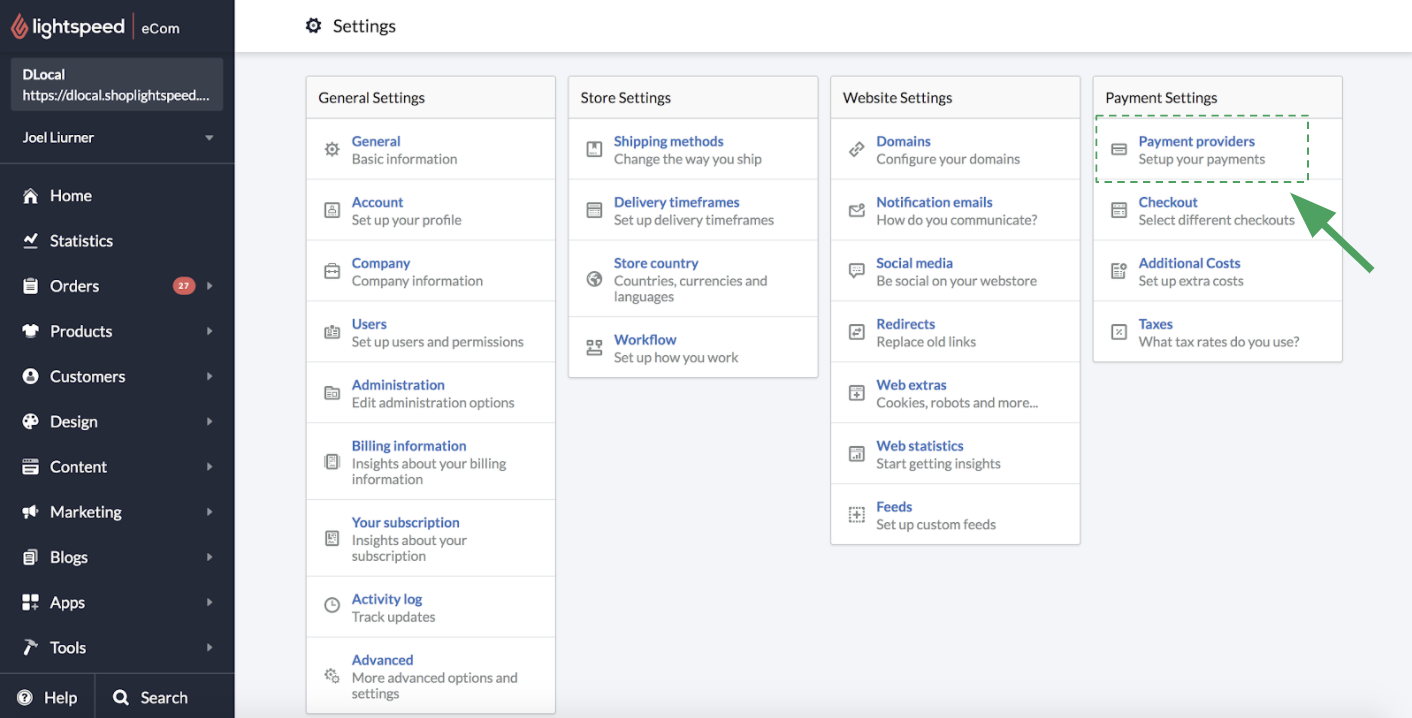 lightspeed eCom
DLocal
https://dlocal.shoplightspeed....
Joel Liurner
Home
Statistics
Orders 27
Products
Customers
Design
Content
Marketing
Blogs
Apps
Tools
Help Search
Settings
General Settings
General
Basic information
Account
Set up your profile
Company
Company information
Users
Set up users and permissions
Administration
Edit administration options
Billing information
Insights about your billing
information
Your subscription
Insights about your
subscription
Activity log
Track updates
Advanced
More advanced options and
settings
Store Settings
Shipping methods
Change the way you ship
Delivery timeframes
Set up delivery timeframes
Store country
Countries, currencies and
languages
Workflow
Set up how you work
Website Settings
Domains
Configure your domains
Notification emails
How do you communicate?
Social media
Be social on your webstore
Redirects
Replace old links
Web extras
Cookies, robots and more...
Web statistics
Start getting insights
Feeds
Set up custom feeds
Payment Settings
Payment providers
Setup your payments
Checkout
Select different checkouts
Additional Costs
Set up extra costs
Taxes
What tax rates do you use?